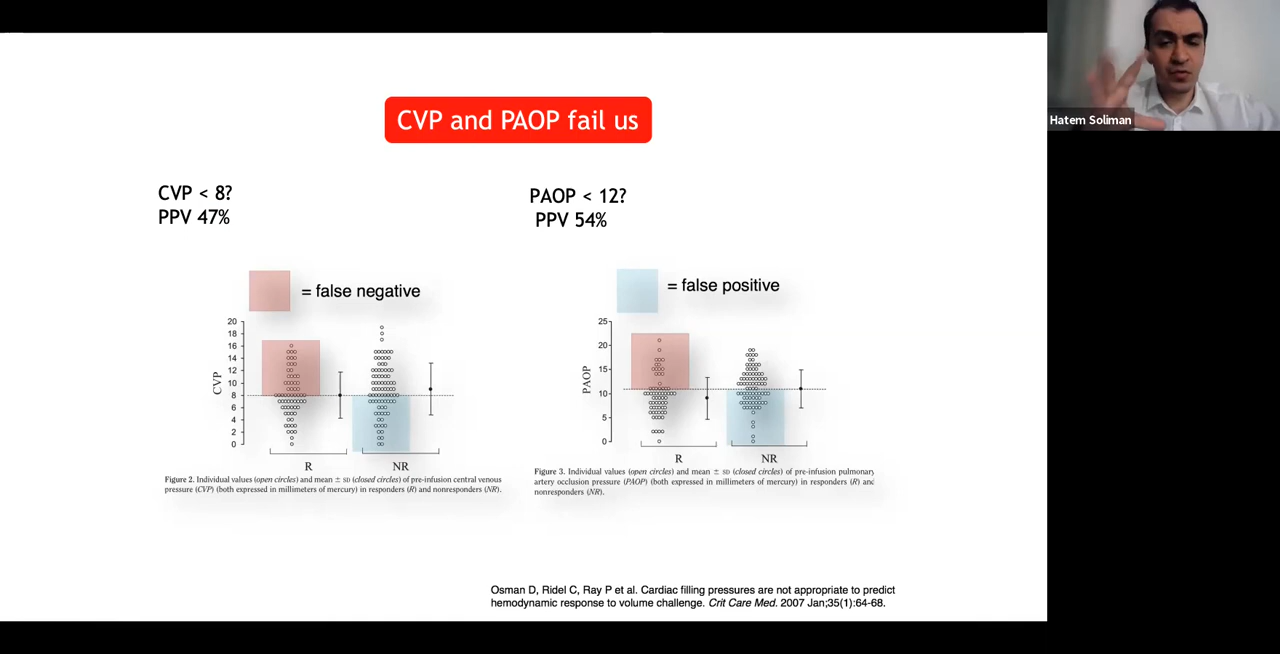 CVP and PAOP fail us
Hatem Soliman
CVP < 8?
PPV 47%
PAOP < 12?
PPV 54%
= false negative
= false positive
20
18
16
14
12
10
8
6
4
2
0
CVP
R
NR
25
20
15
10
5
0
PAOP
R
NR
Figure 2. Individual values (open circles) and mean ± SD (closed circles) of pre-infusion central venous
pressure (CVP) (both expressed in millimeters of mercury) in responders (R) and nonresponders (NR).
Figure 3. Individual values (open circles) and mean ± SD (closed circles) of pre-infusion pulmonary
artery occlusion pressure (PAOP) (both expressed in millimeters of mercury) in responders (R) and
nonresponders (NR).
Osman D, Ridel C, Ray P et al. Cardiac filling pressures are not appropriate to predict
hemodynamic response to volume challenge. Crit Care Med. 2007 Jan;35(1):64-68.